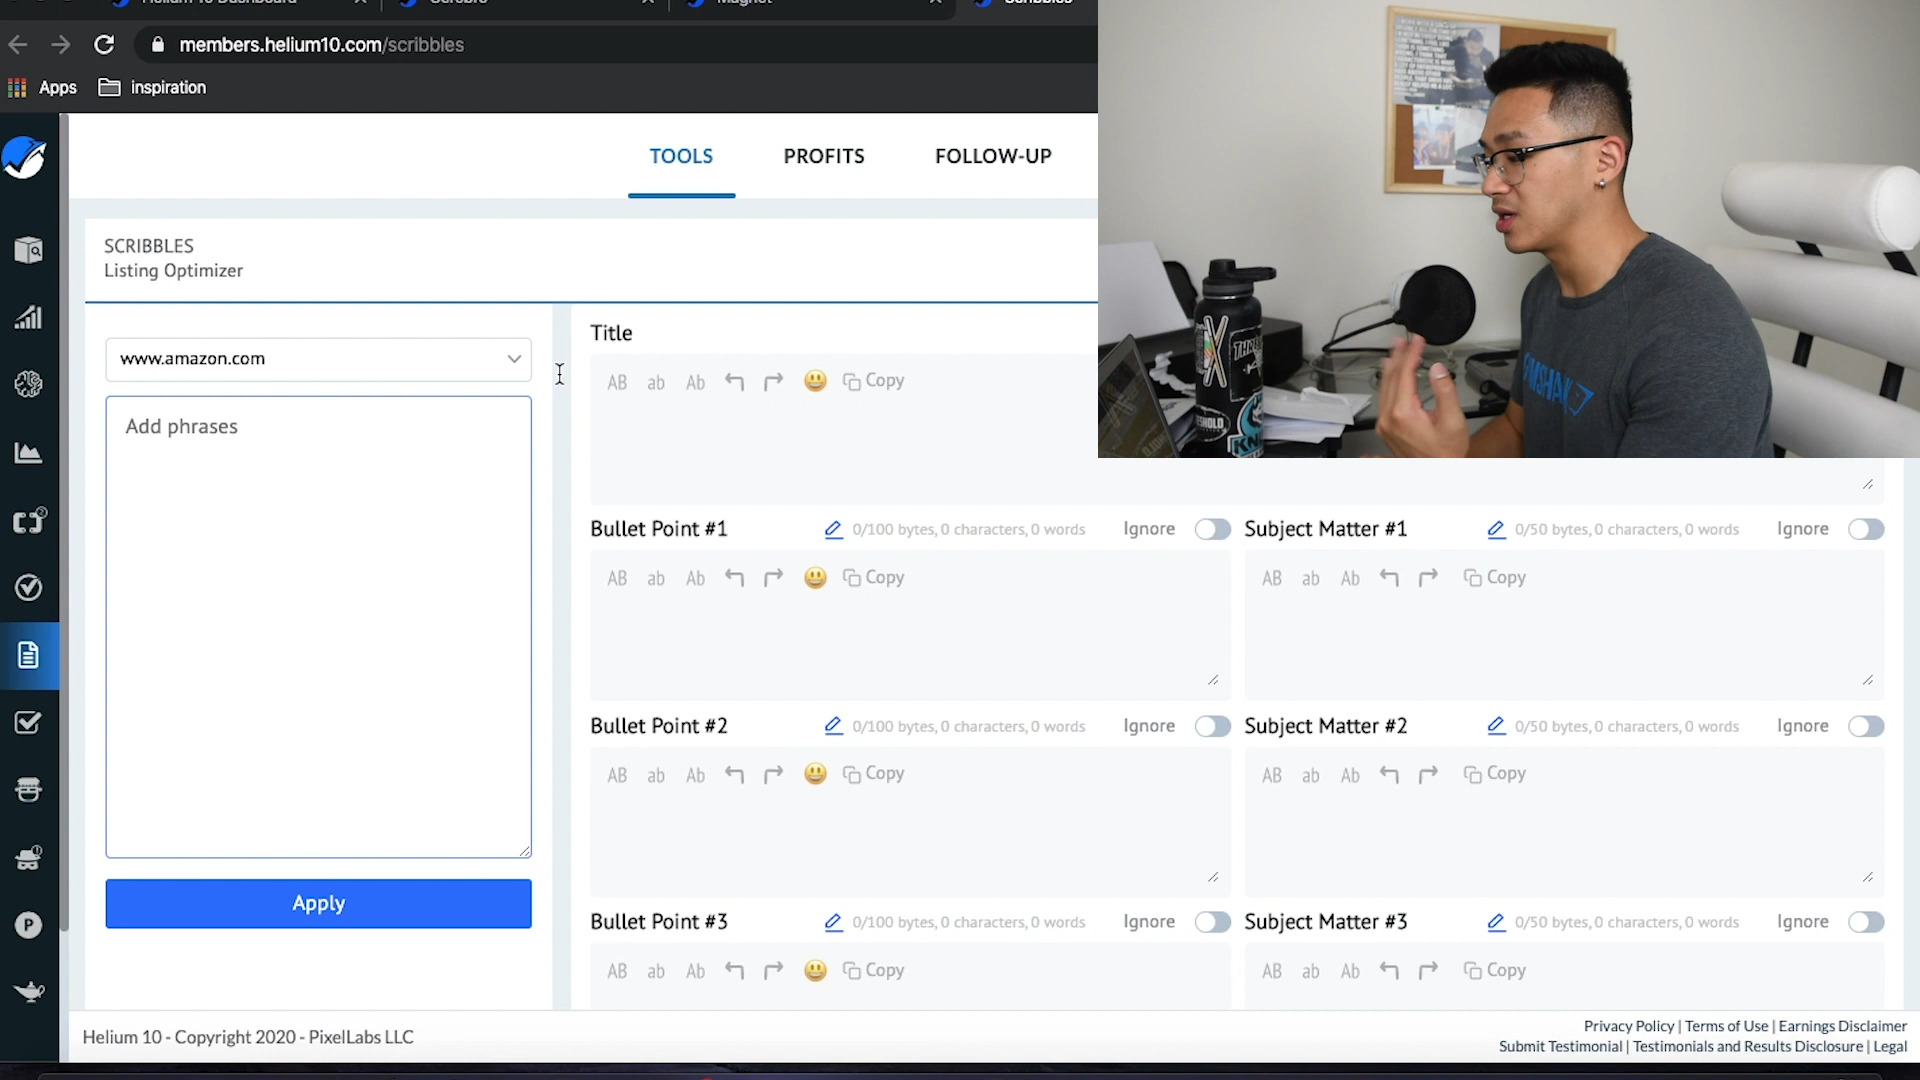 members.helium10.com/scribbles
Apps
inspiration
TOOLS
PROFITS
FOLLOW-UP
SCRIBBLES
Listing Optimizer
www.amazon.com
Add phrases
Apply
Title
AB ab Ab Copy
Bullet Point #1 0/100 bytes, 0 characters, 0 words Ignore
Subject Matter #1 0/50 bytes, 0 characters, 0 words Ignore
AB ab Ab Copy
AB ab Ab Copy
Bullet Point #2 0/100 bytes, 0 characters, 0 words Ignore
Subject Matter #2 0/50 bytes, 0 characters, 0 words Ignore
AB ab Ab Copy
AB ab Ab Copy
Bullet Point #3 0/100 bytes, 0 characters, 0 words Ignore
Subject Matter #3 0/50 bytes, 0 characters, 0 words Ignore
AB ab Ab Copy
AB ab Ab Copy
Helium 10 - Copyright 2020 - PixelLabs LLC
Privacy Policy | Terms of Use | Earnings Disclaimer
Submit Testimonial | Testimonials and Results Disclosure | Legal